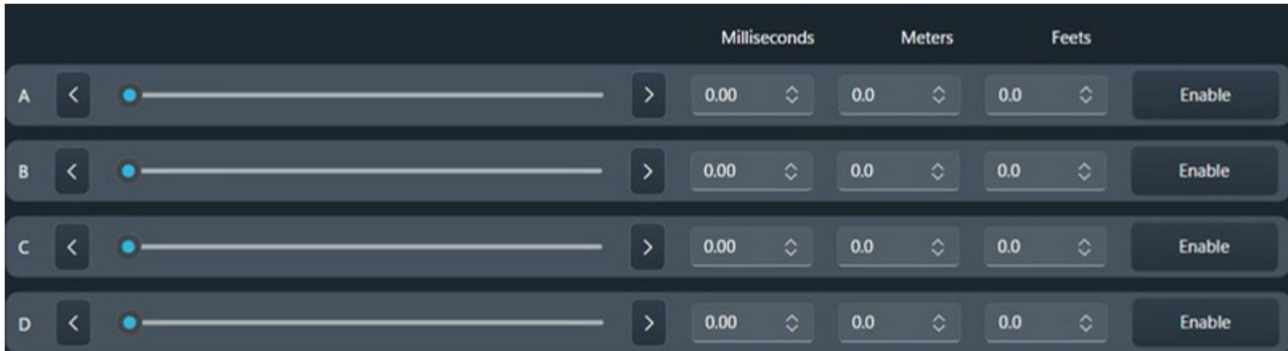 Milliseconds Meters Feets
A 0.00 0.0 0.0 Enable
B 0.00 0.0 0.0 Enable
C 0.00 0.0 0.0 Enable
D 0.00 0.0 0.0 Enable